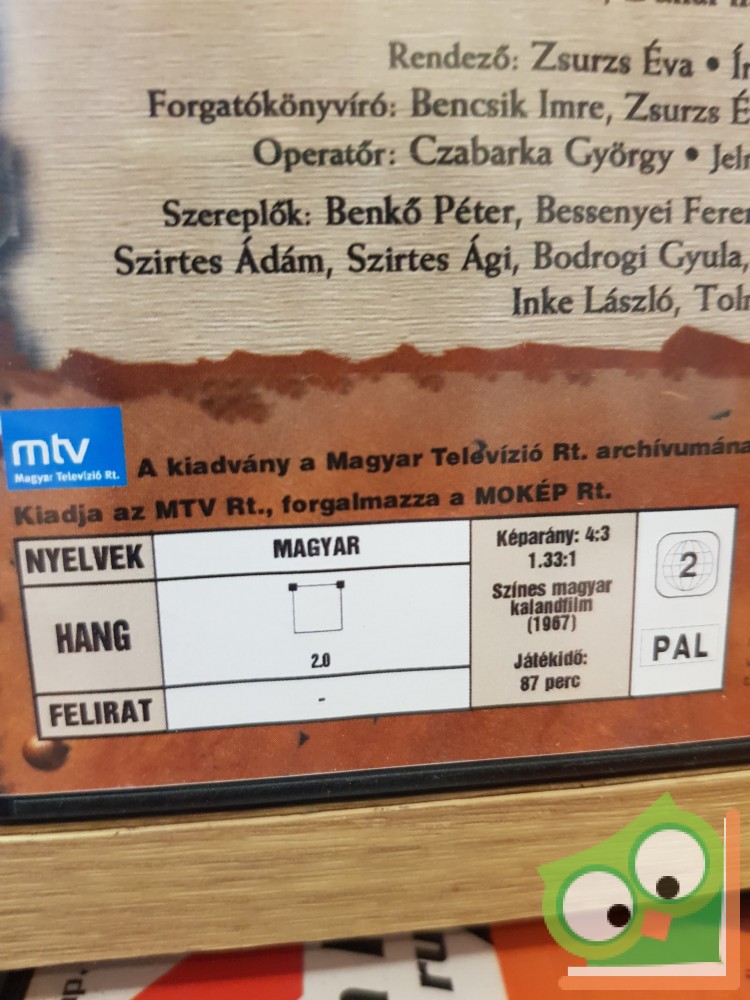 Rendező: Zsurzs Éva •
Forgatókönyvíró: Bencsik Imre, Zsurzs
Operatőr: Czabarka György •
Szereplők: Benkő Péter, Bessenyei
Szirtes Ádám, Szirtes Ági, Bodrogi Gyula,
Inke László,
mtv
Magyar Televízió Rt.
A kiadvány a Magyar Televízió Rt.
Kiadja az MTV Rt., forgalmazza a MOKÉP Rt.
NYELVEK
MAGYAR
HANG
2.0
FELIRAT
-
Képarány: 4:3
1.33:1
Színes magyar
kalandfilm
(1967)
Játékidő:
87 perc
2
PAL